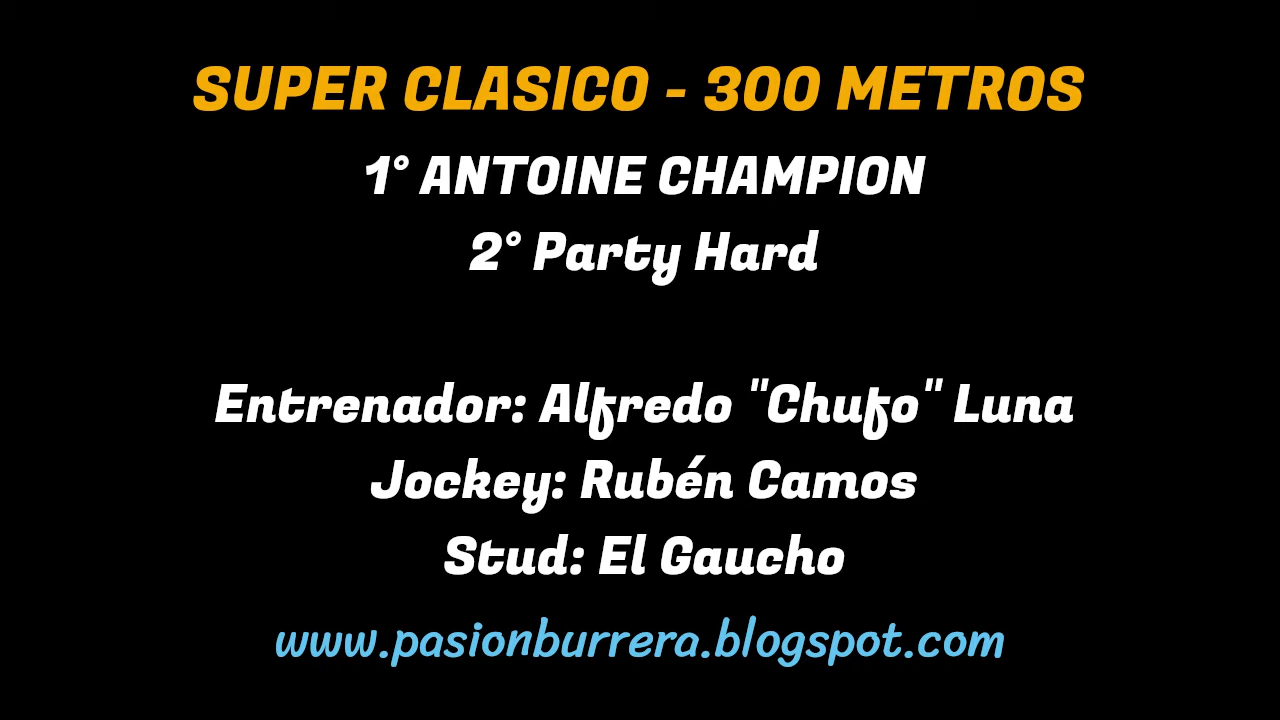 SUPER CLASICO - 300 METROS
1° ANTOINE CHAMPION
2° Party Hard
Entrenador: Alfredo "Chufo" Luna
Jockey: Rubén Camos
Stud: El Gaucho
www.pasionburrera.blogspot.com